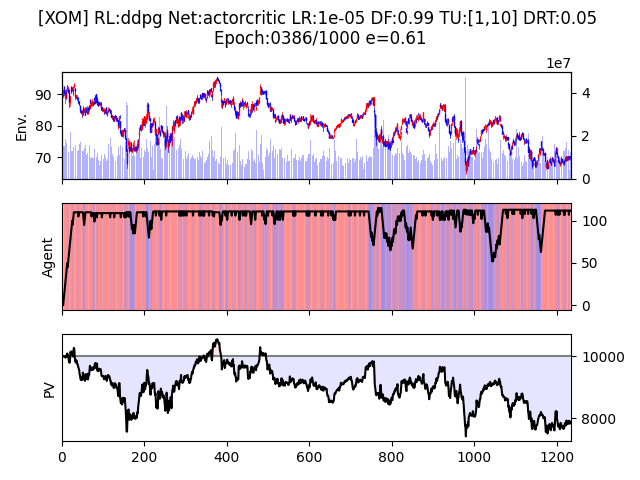 [XOM] RL:ddpg Net:actorcritic LR:1e-05 DF:0.99 TU:[1,10] DRT:0.05
Epoch:0386/1000 e=0.61
1e7
Env.
90
80
70
4
2
0
Agent
100
50
0
PV
10000
8000
0 200 400 600 800 1000 1200